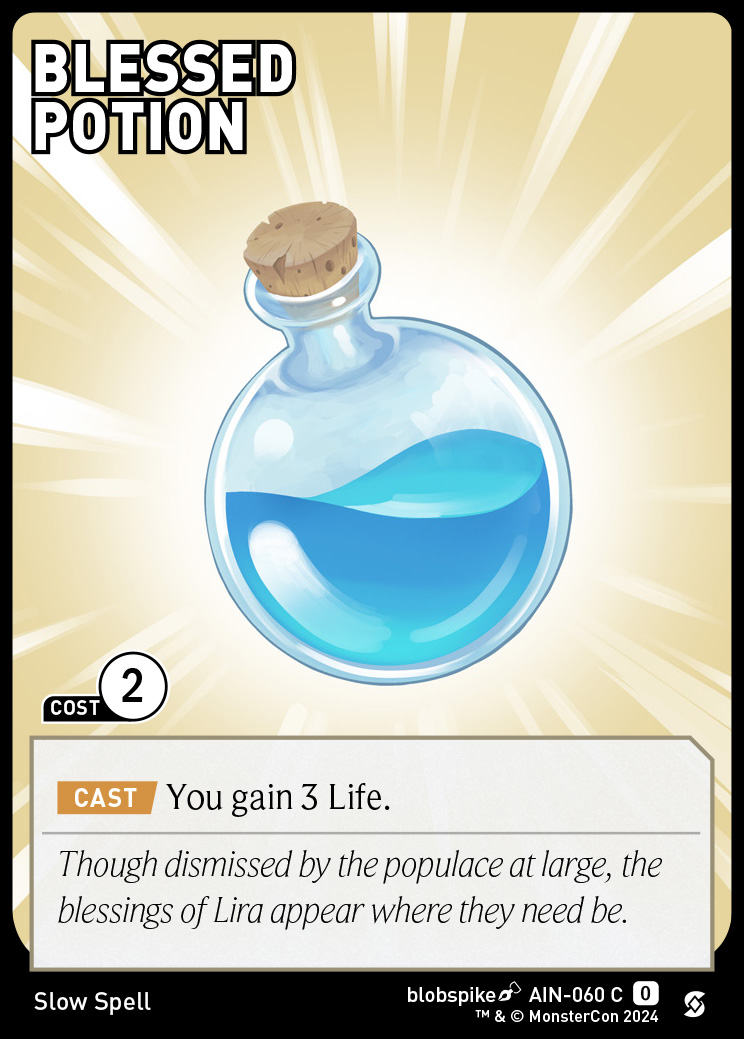 BLESSED
POTION
COST 2
CAST You gain 3 Life.
Though dismissed by the populace at large, the
blessings of Lira appear where they need be.
Slow Spell
blobspike AIN-060 C 0
™ & © MonsterCon 2024